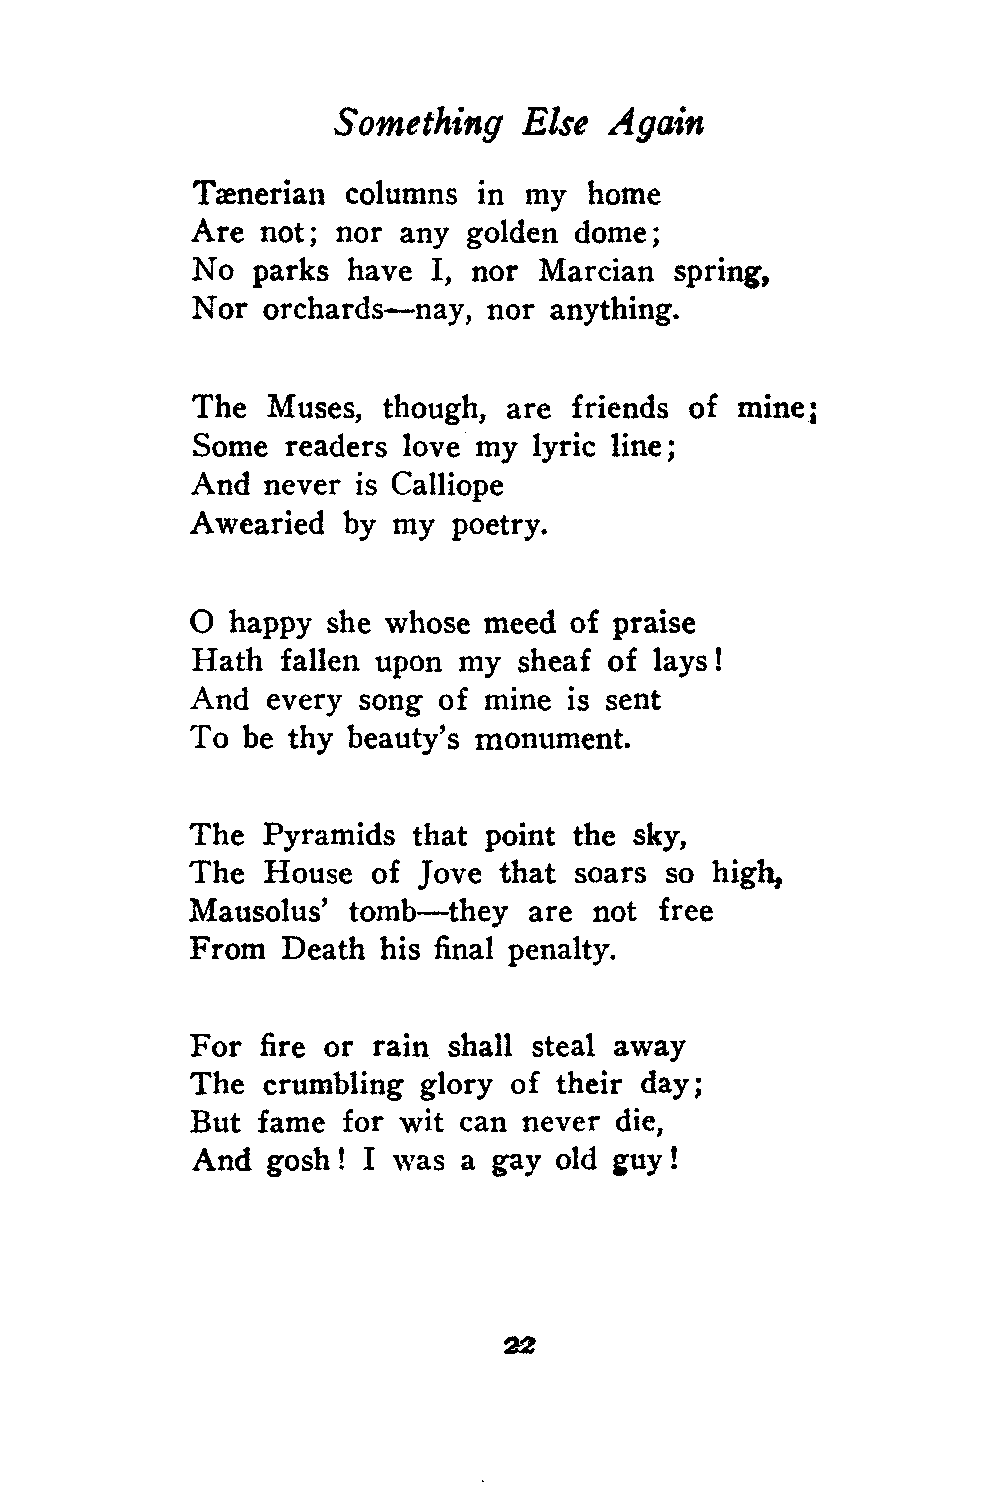 Something Else Again
Tænerian columns in my home
Are not; nor any golden dome;
No parks have I, nor Marcian spring,
Nor orchards—nay, nor anything.
The Muses, though, are friends of mine;
Some readers love my lyric line;
And never is Calliope
Awearied by my poetry.
O happy she whose meed of praise
Hath fallen upon my sheaf of lays!
And every song of mine is sent
To be thy beauty's monument.
The Pyramids that point the sky,
The House of Jove that soars so high,
Mausolus' tomb—they are not free
From Death his final penalty.
For fire or rain shall steal away
The crumbling glory of their day;
But fame for wit can never die,
And gosh! I was a gay old guy!
22